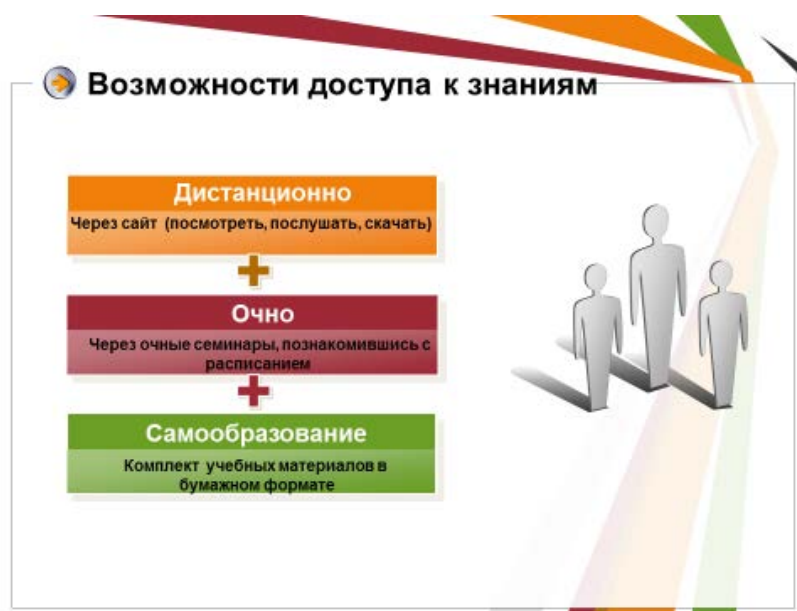 Возможности доступа к знаниям
Дистанционно
Через сайт (посмотреть, послушать, скачать)
Очно
Через очные семинары, познакомившись с
расписанием
Самообразование
Комплект учебных материалов в
бумажном формате